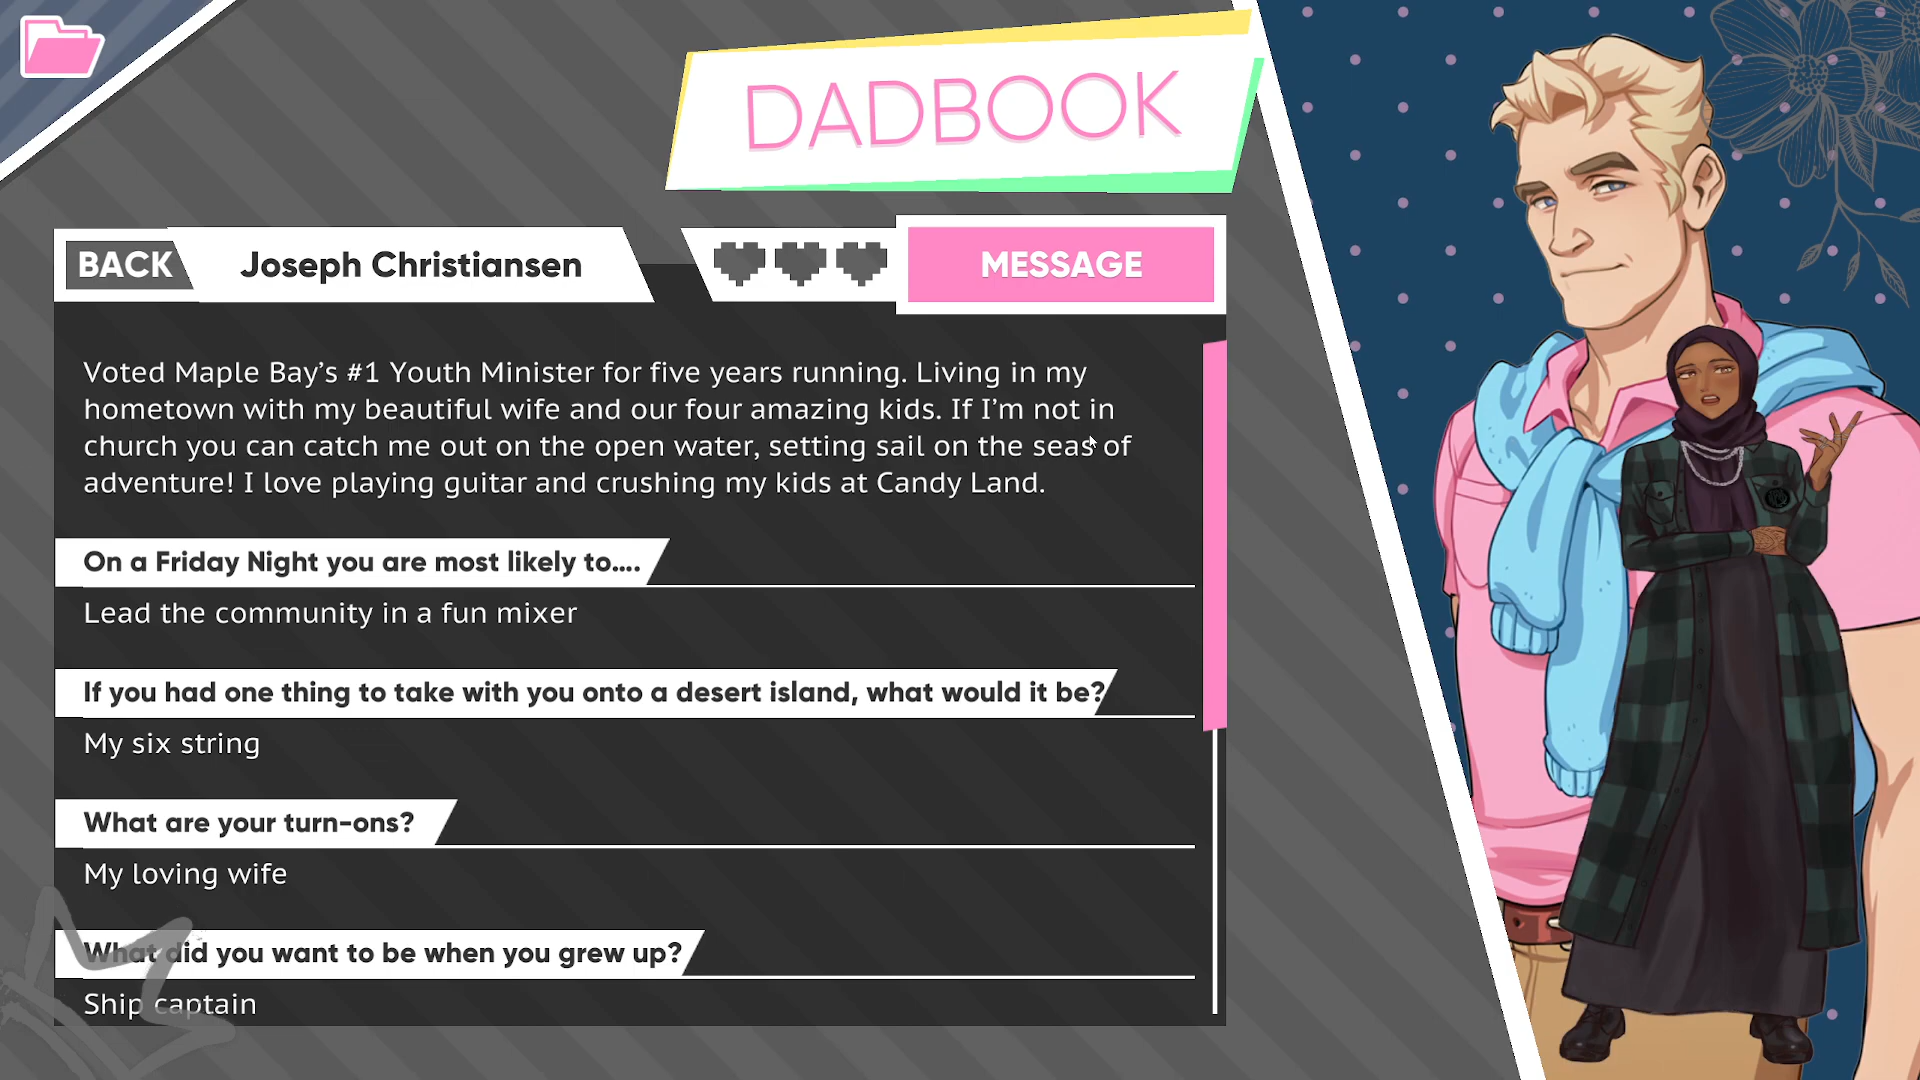 DADBOOK
BACK
Joseph Christiansen
MESSAGE
Voted Maple Bay’s #1 Youth Minister for five years running. Living in my
hometown with my beautiful wife and our four amazing kids. If I’m not in
church you can catch me out on the open water, setting sail on the seas of
adventure! I love playing guitar and crushing my kids at Candy Land.
On a Friday Night you are most likely to....
Lead the community in a fun mixer
If you had one thing to take with you onto a desert island, what would it be?
My six string
What are your turn-ons?
My loving wife
What did you want to be when you grew up?
Ship captain